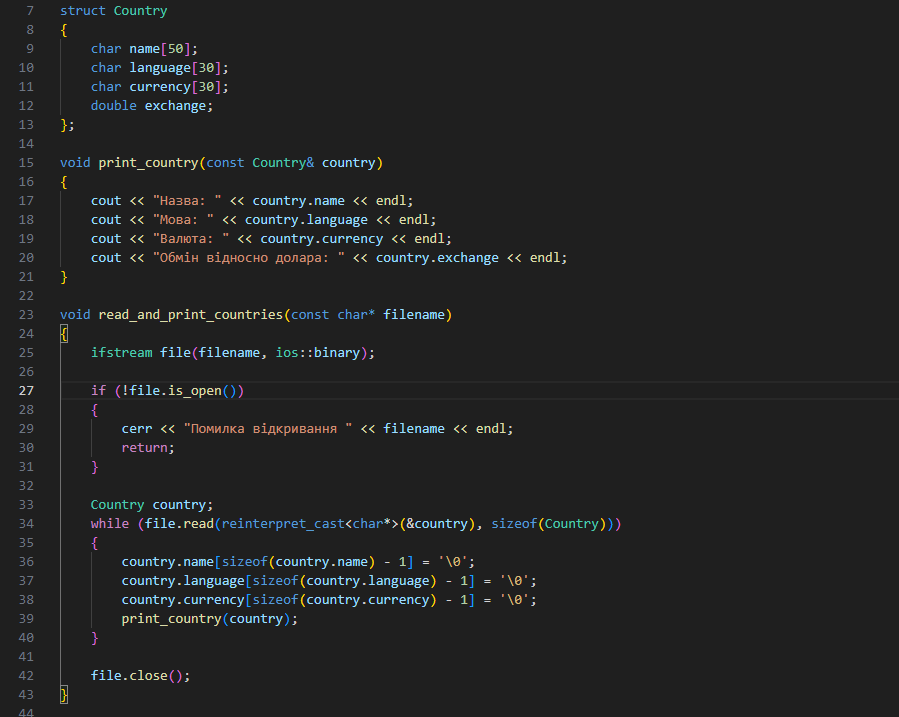 7 struct Country
8 {
9     char name[50];
10     char language[30];
11     char currency[30];
12     double exchange;
13 };
14
15 void print_country(const Country& country)
16 {
17     cout << "Назва: " << country.name << endl;
18     cout << "Мова: " << country.language << endl;
19     cout << "Валюта: " << country.currency << endl;
20     cout << "Обмін відносно долара: " << country.exchange << endl;
21 }
22
23 void read_and_print_countries(const char* filename)
24 {
25     ifstream file(filename, ios::binary);
26
27     if (!file.is_open())
28     {
29         cerr << "Помилка відкривання " << filename << endl;
30         return;
31     }
32
33     Country country;
34     while (file.read(reinterpret_cast<char*>(&country), sizeof(Country)))
35     {
36         country.name[sizeof(country.name) - 1] = '\0';
37         country.language[sizeof(country.language) - 1] = '\0';
38         country.currency[sizeof(country.currency) - 1] = '\0';
39         print_country(country);
40     }
41
42     file.close();
43 }
44